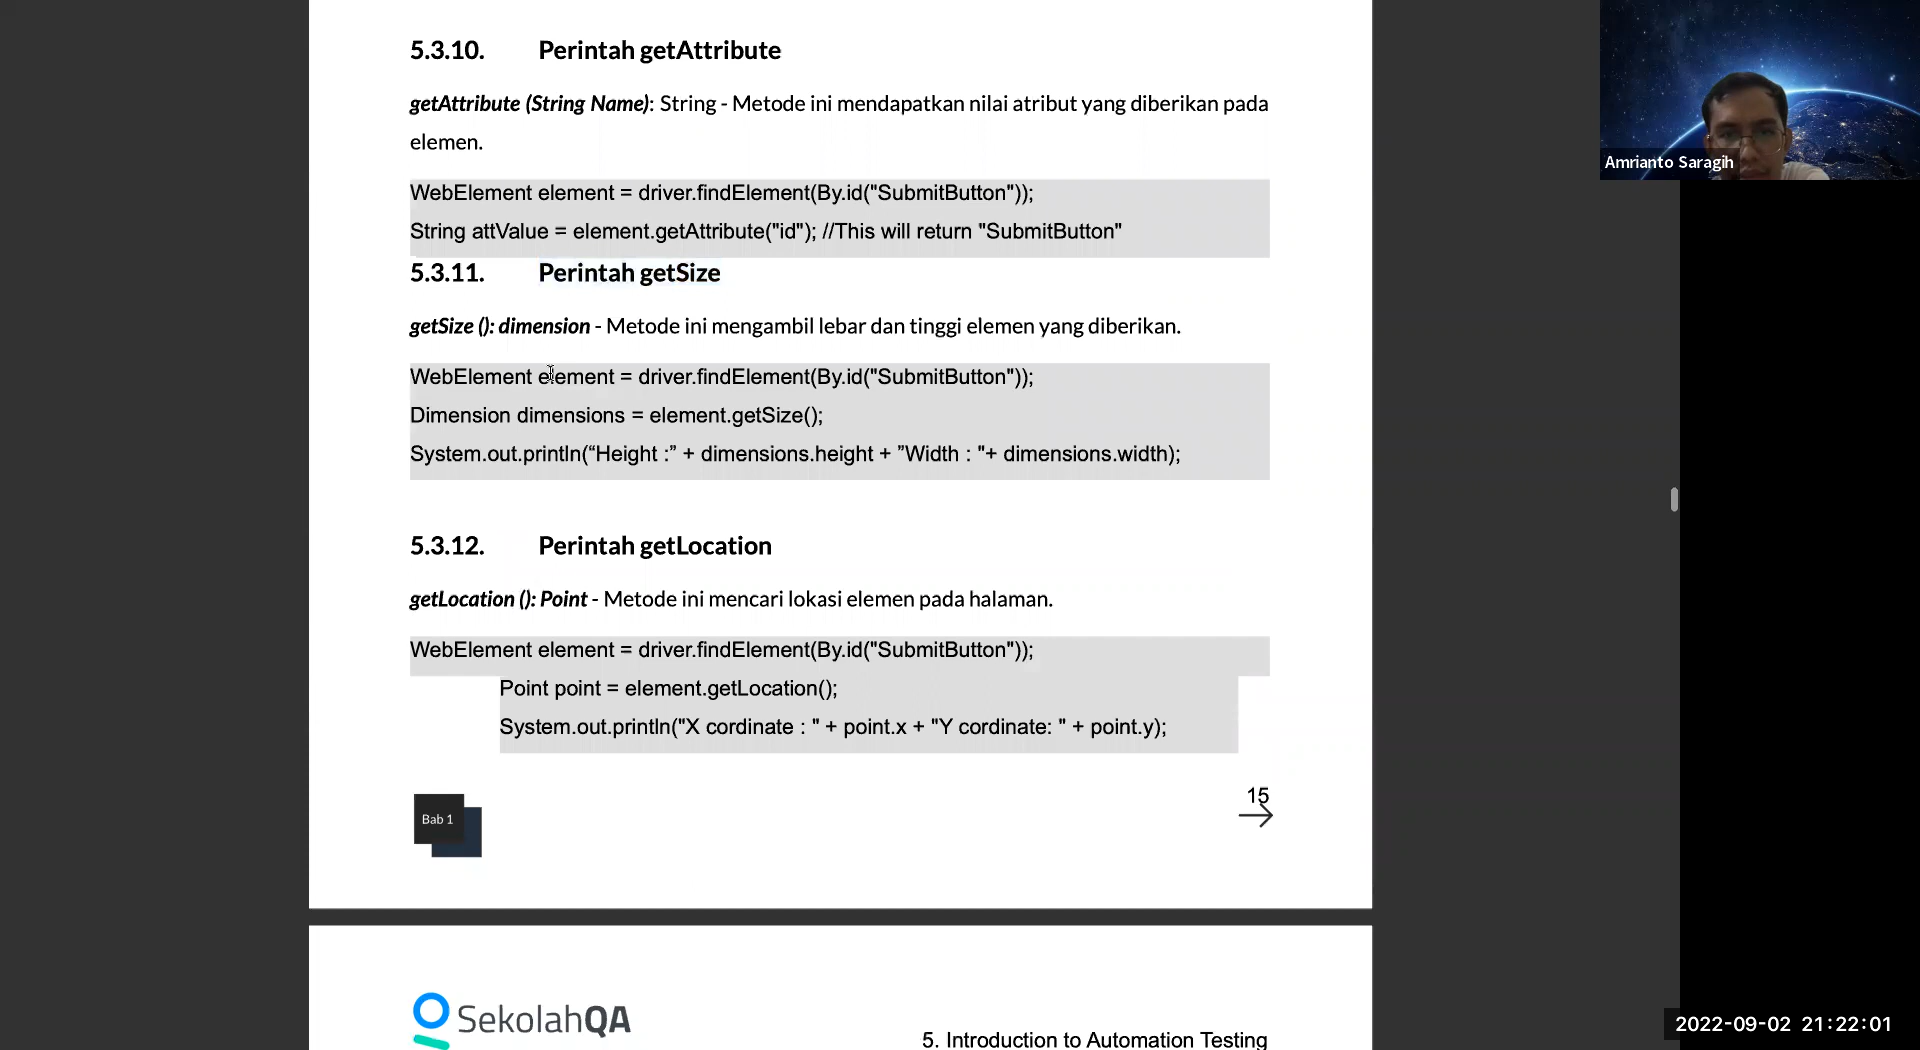 5.3.10. Perintah getAttribute
getAttribute (String Name): String - Metode ini mendapatkan nilai atribut yang diberikan pada
elemen.
WebElement element = driver.findElement(By.id("SubmitButton"));
String attValue = element.getAttribute("id"); //This will return "SubmitButton"
5.3.11. Perintah getSize
getSize (): dimension - Metode ini mengambil lebar dan tinggi elemen yang diberikan.
WebElement element = driver.findElement(By.id("SubmitButton"));
Dimension dimensions = element.getSize();
System.out.println(“Height :” + dimensions.height + ”Width : "+ dimensions.width);
5.3.12. Perintah getLocation
getLocation (): Point - Metode ini mencari lokasi elemen pada halaman.
WebElement element = driver.findElement(By.id("SubmitButton"));
Point point = element.getLocation();
System.out.println("X cordinate : " + point.x + "Y cordinate: " + point.y);
15
Bab 1
SekolahQA
5. Introduction to Automation Testing
Amrianto Saragih
2022-09-02 21:22:01